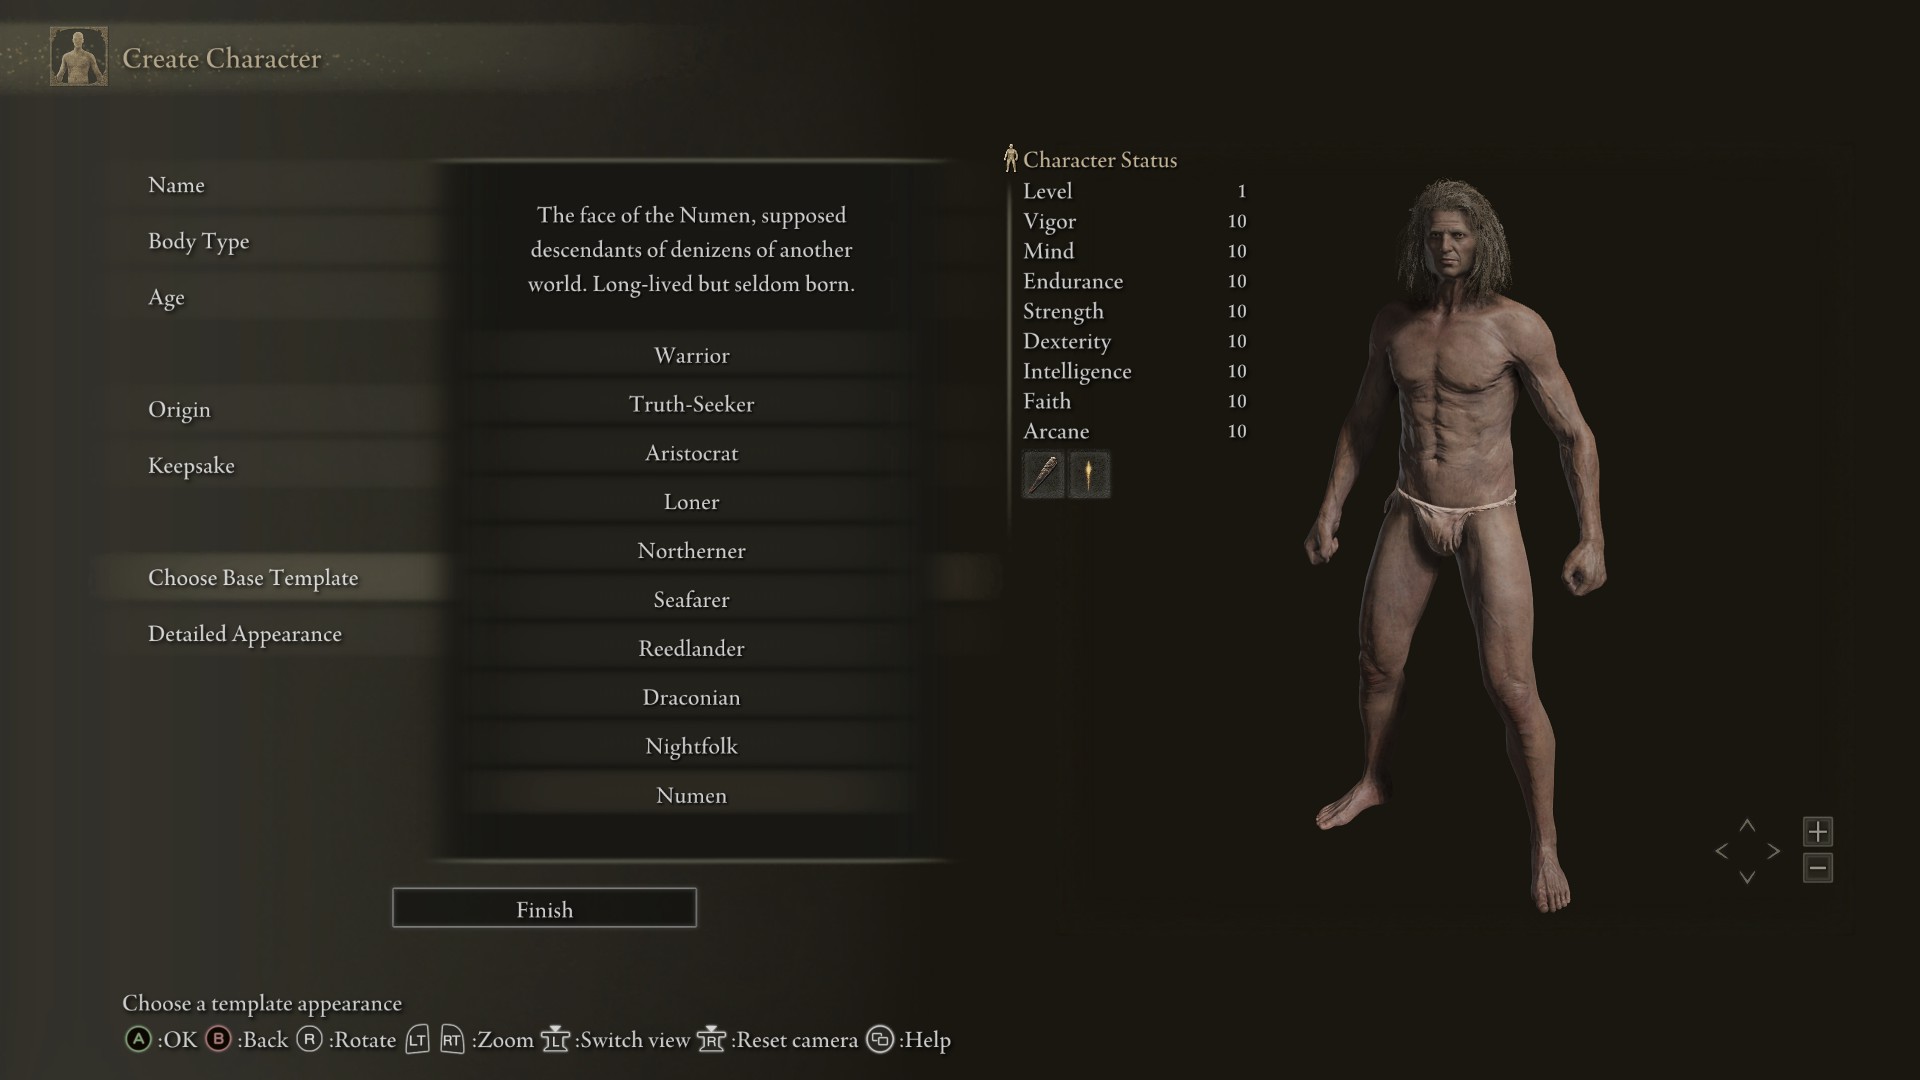 Create Character
Name
Body Type
Age
Origin
Keepsake
Choose Base Template
Detailed Appearance
The face of the Numen, supposed
descendants of denizens of another
world. Long-lived but seldom born.
Warrior
Truth-Seeker
Aristocrat
Loner
Northerner
Seafarer
Reedlander
Draconian
Nightfolk
Numen
Finish
Character Status
Level 1
Vigor 10
Mind 10
Endurance 10
Strength 10
Dexterity 10
Intelligence 10
Faith 10
Arcane 10
Choose a template appearance
A :OK B :Back R :Rotate LT RT :Zoom L :Switch view R :Reset camera :Help